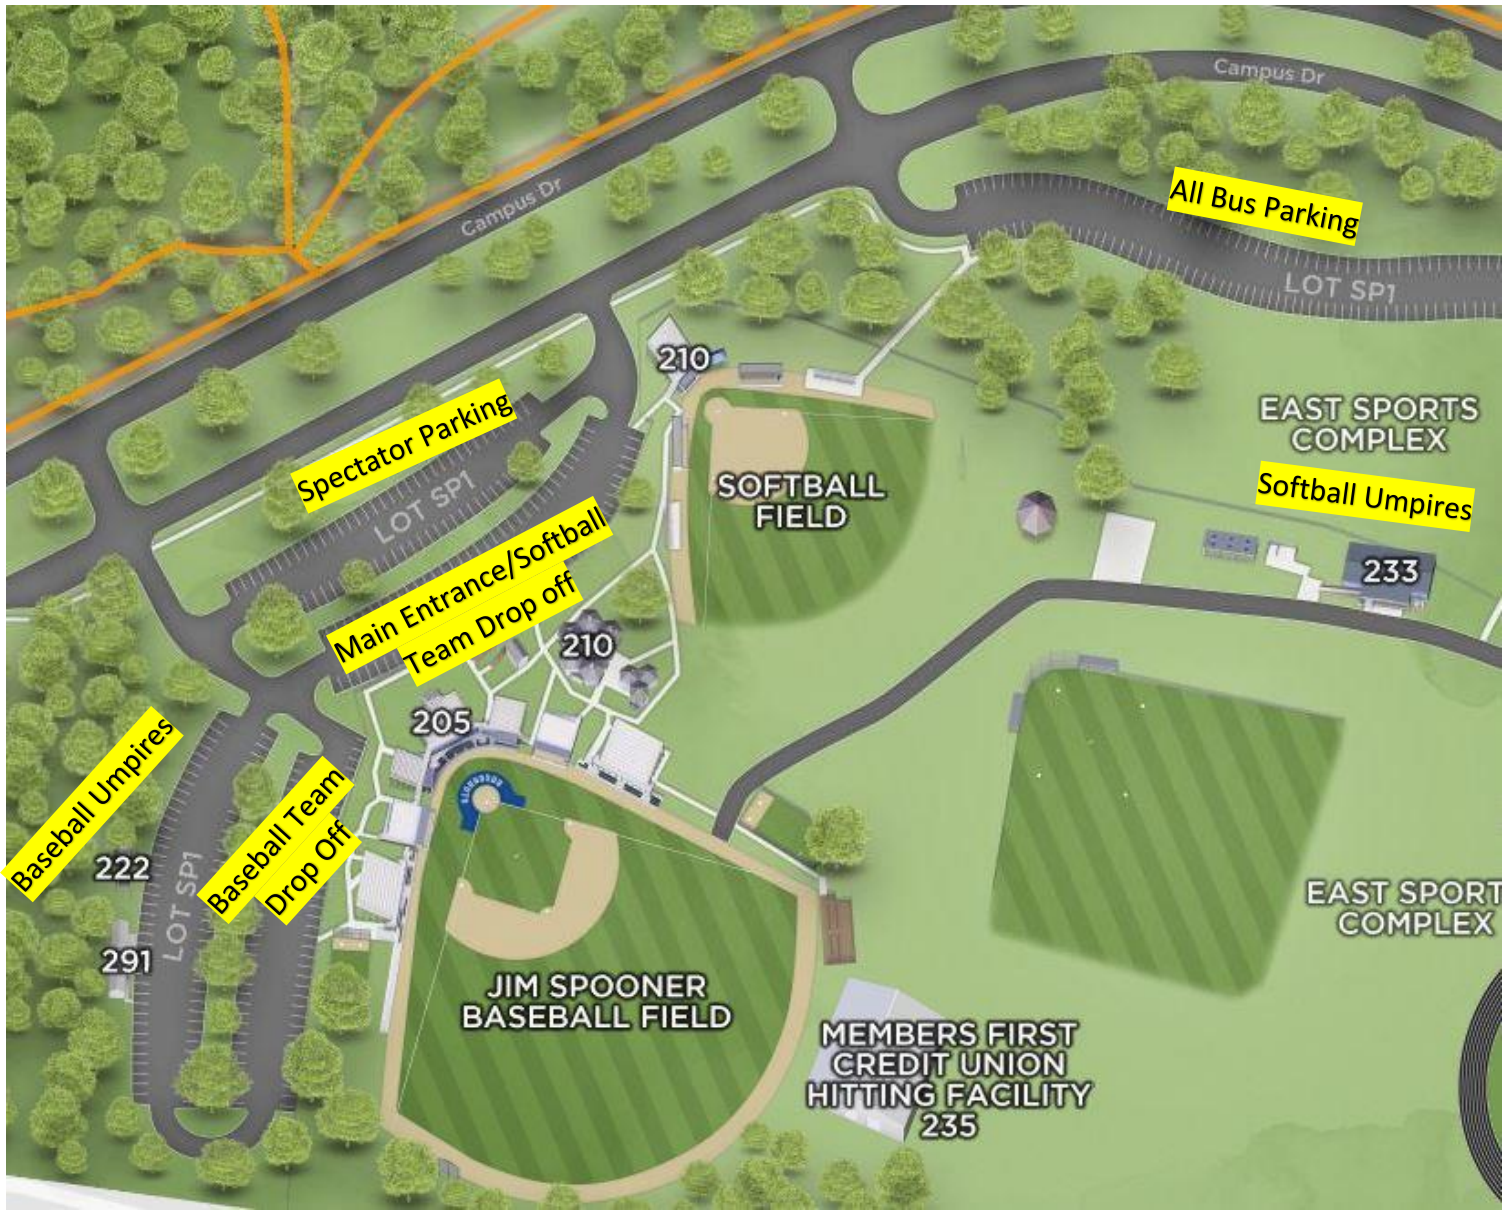 Campus Dr
Campus Dr
All Bus Parking
LOT SP1
210
Spectator Parking
LOT SP1
EAST SPORTS
COMPLEX
SOFTBALL
FIELD
Softball Umpires
233
Main Entrance/Softball
Team Drop off
210
205
Baseball Umpires
Baseball Team
Drop Off
222
LOT SP1
291
EAST SPORT
COMPLEX
JIM SPOONER
BASEBALL FIELD
MEMBERS FIRST
CREDIT UNION
HITTING FACILITY
235